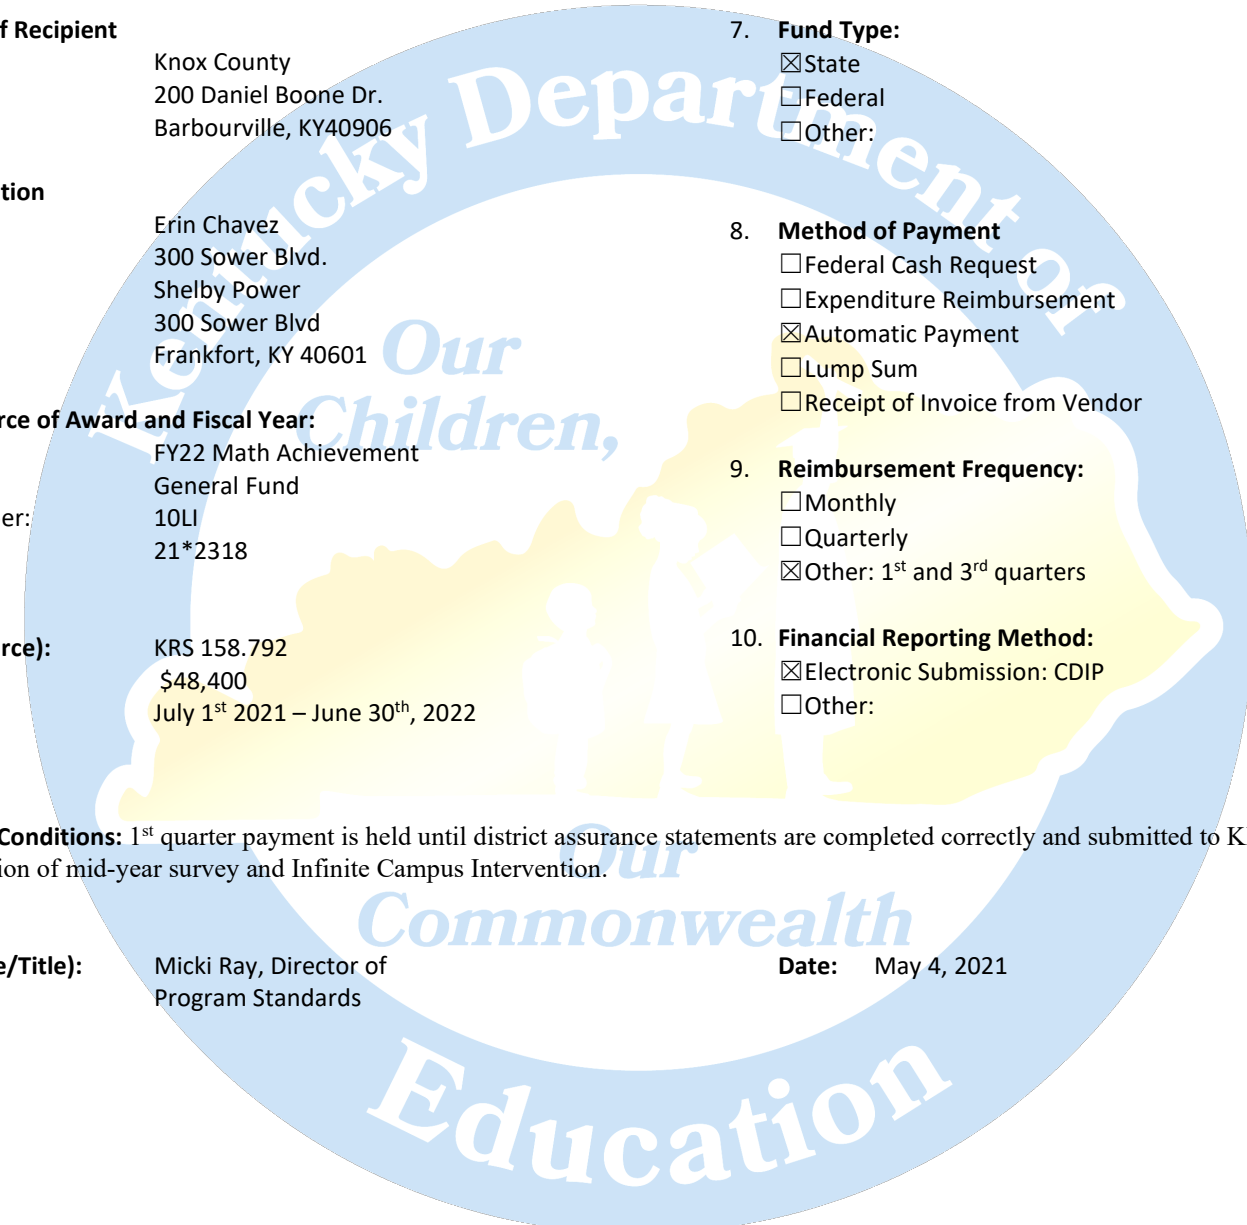 f Recipient
Knox County
200 Daniel Boone Dr.
Barbourville, KY40906
tion
Erin Chavez
300 Sower Blvd.
Shelby Power
300 Sower Blvd
Frankfort, KY 40601
rce of Award and Fiscal Year:
FY22 Math Achievement
General Fund
er: 10LI
21*2318
rce): KRS 158.792
$48,400
July 1st 2021 – June 30th, 2022
7. Fund Type:
☒State
☐Federal
☐Other:
8. Method of Payment
☐Federal Cash Request
☐Expenditure Reimbursement
☒Automatic Payment
☐Lump Sum
☐Receipt of Invoice from Vendor
9. Reimbursement Frequency:
☐Monthly
☐Quarterly
☒Other: 1st and 3rd quarters
10. Financial Reporting Method:
☒Electronic Submission: CDIP
☐Other:
Conditions: 1st quarter payment is held until district assurance statements are completed correctly and submitted to K
ion of mid-year survey and Infinite Campus Intervention.
e/Title): Micki Ray, Director of
Program Standards
Date: May 4, 2021
Kentucky Department of
Education
Our
Children,
Our
Commonwealth